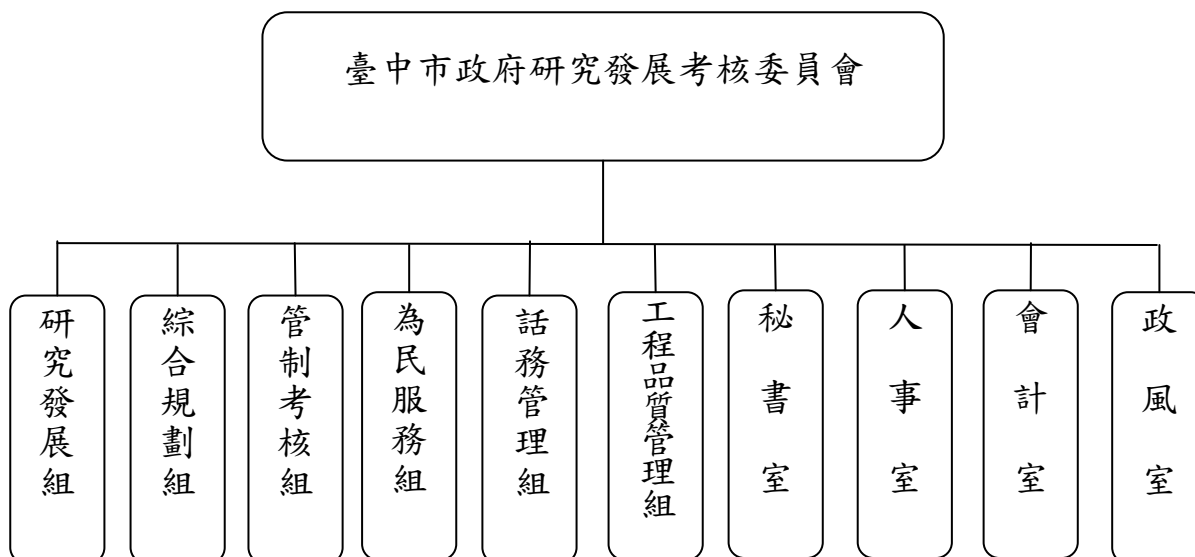 臺中市政府研究發展考核委員會
研究發展組
綜合規劃組
管制考核組
為民服務組
話務管理組
工程品質管理組
秘書室
人事室
會計室
政風室